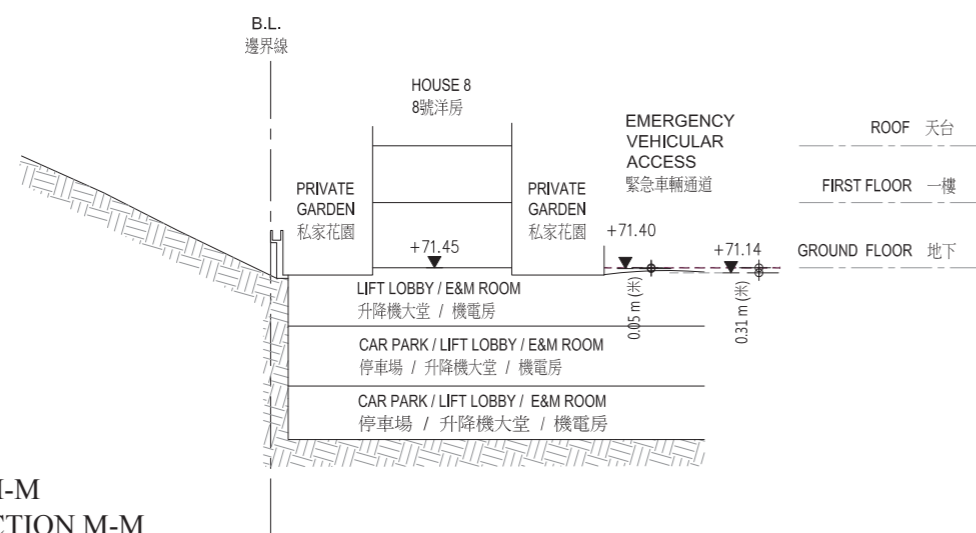 B.L.
邊界線
HOUSE 8
8號洋房
EMERGENCY
VEHICULAR
ACCESS
緊急車輛通道
ROOF 天台
FIRST FLOOR 一樓
GROUND FLOOR 地下
PRIVATE
GARDEN
私家花園
+71.45
PRIVATE
GARDEN
私家花園
+71.40
+71.14
0.05 m (米)
0.31 m (米)
LIFT LOBBY / E&M ROOM
升降機大堂 / 機電房
CAR PARK / LIFT LOBBY / E&M ROOM
停車場 / 升降機大堂 / 機電房
CAR PARK / LIFT LOBBY / E&M ROOM
停車場 / 升降機大堂 / 機電房
-M
CTION M-M